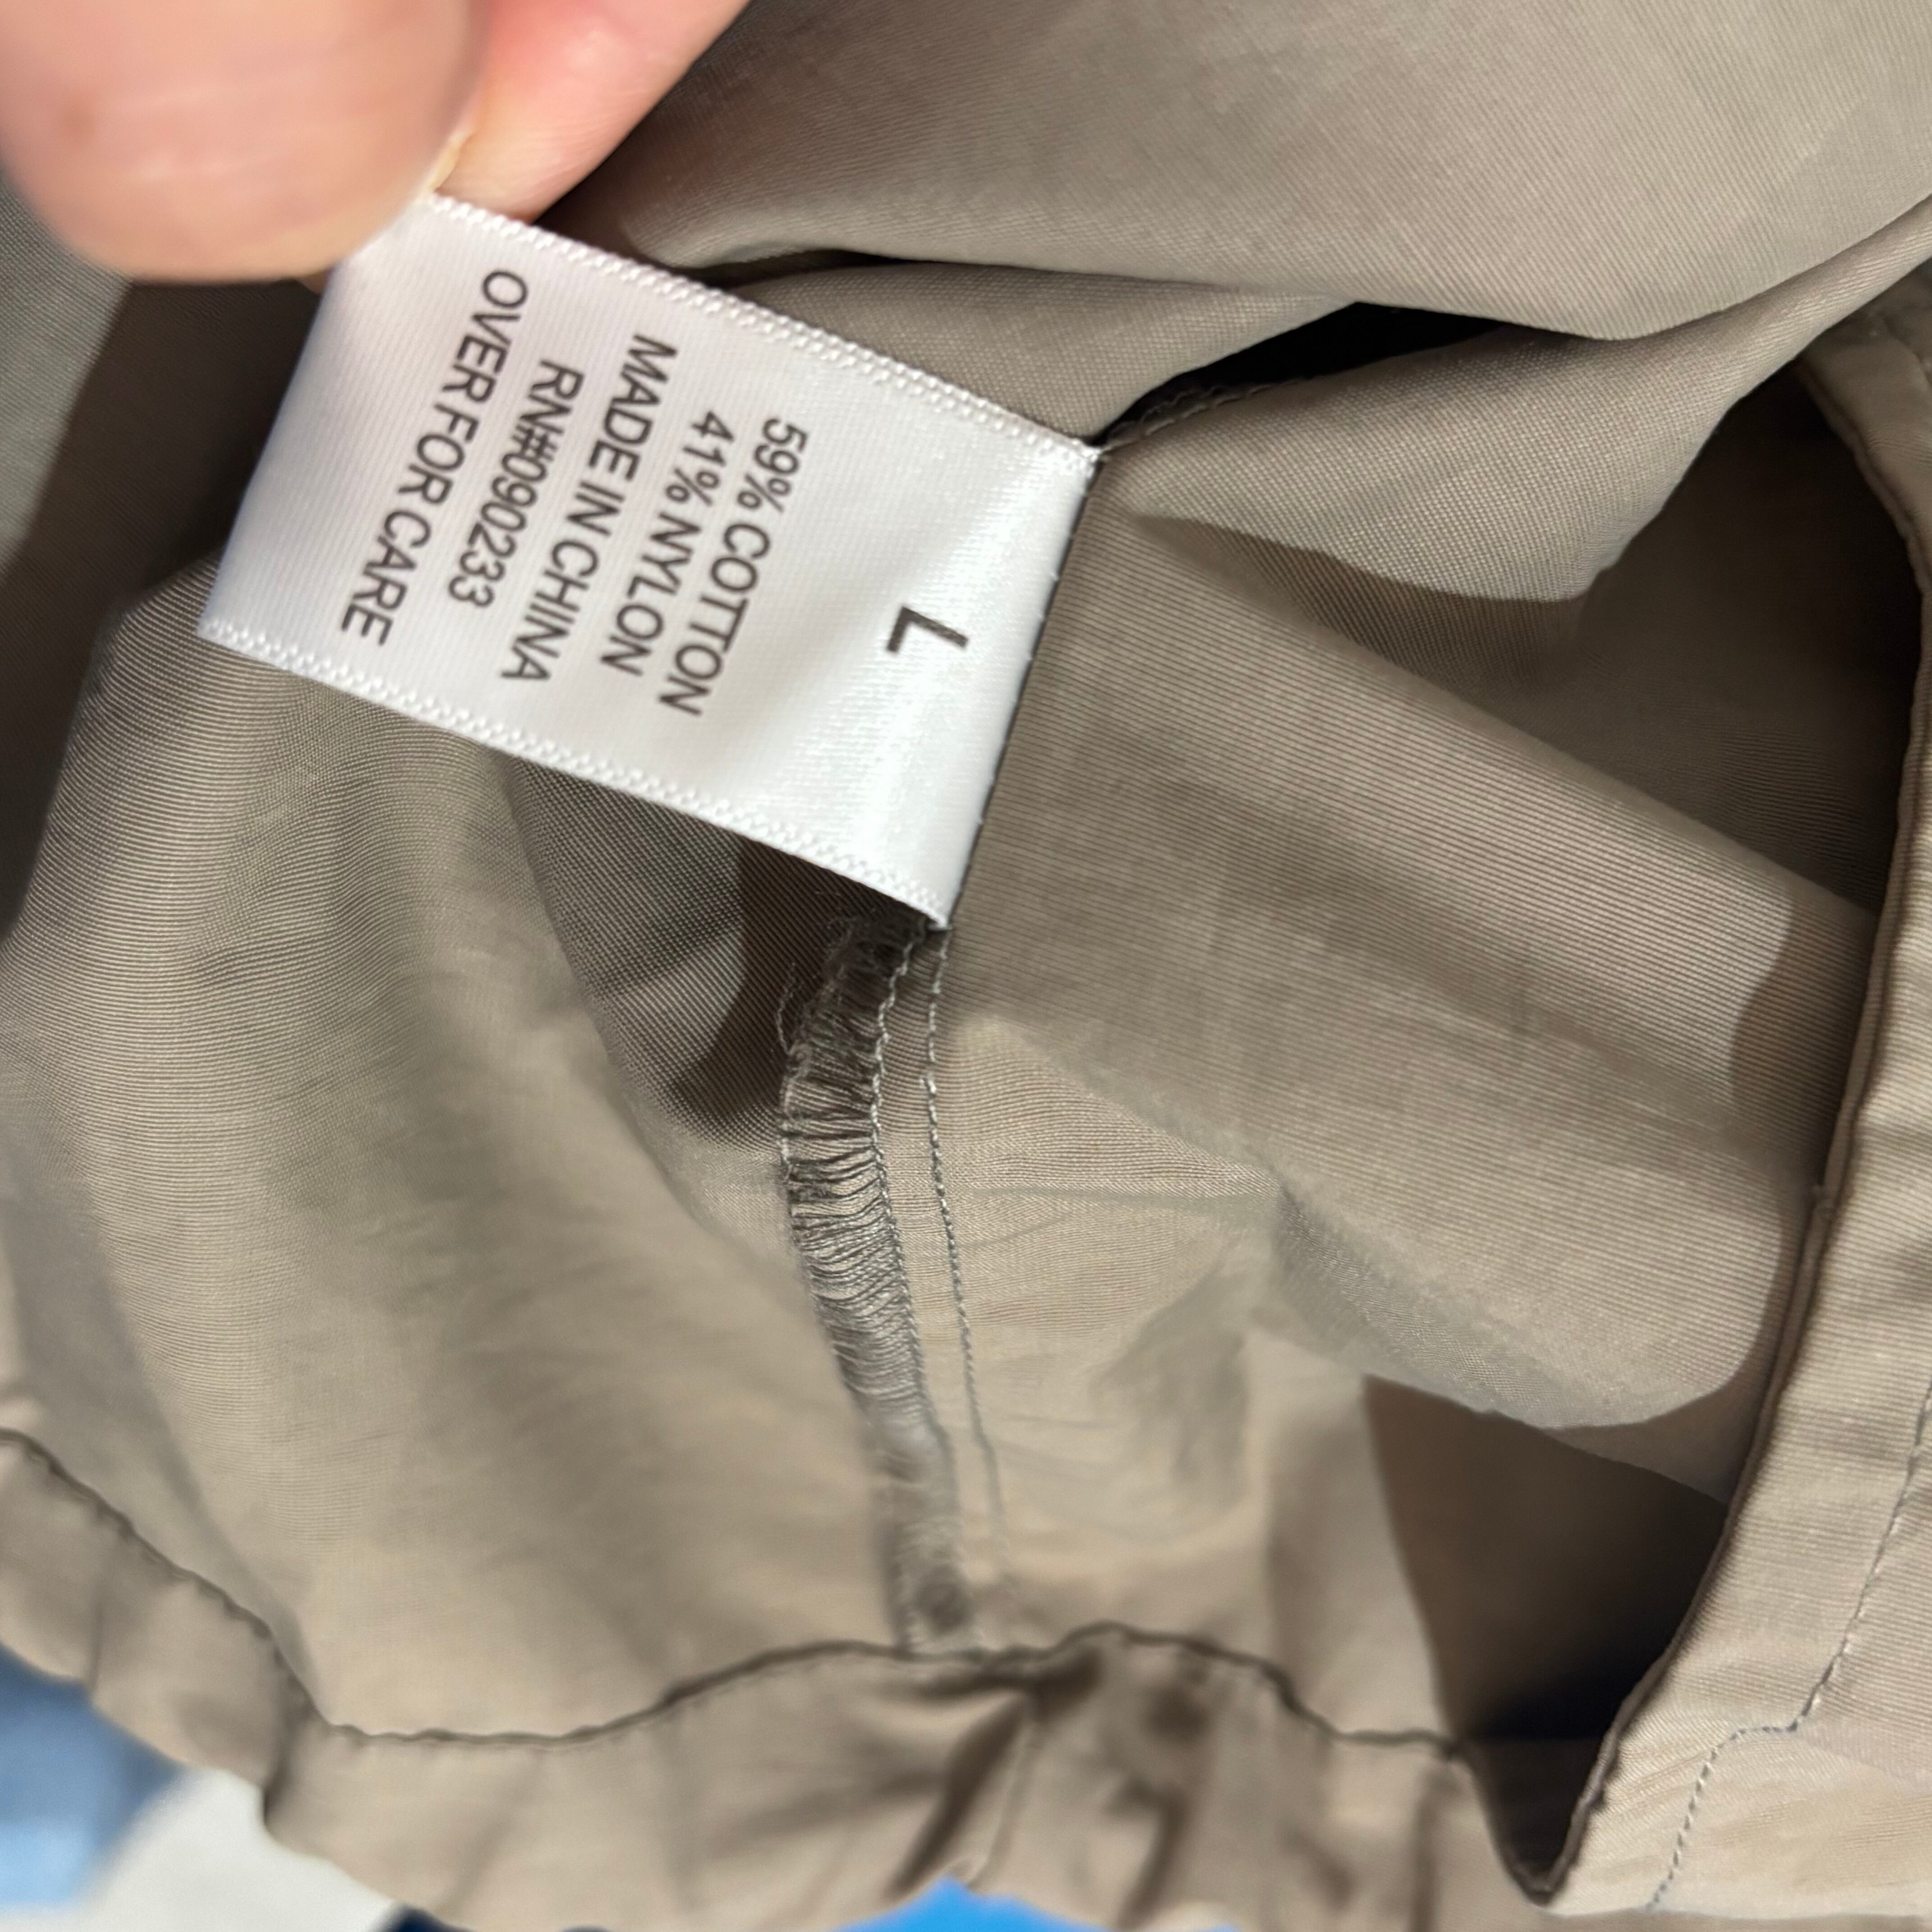 L
59% COTTON
41% NYLON
MADE IN CHINA
RN#090233
OVER FOR CARE